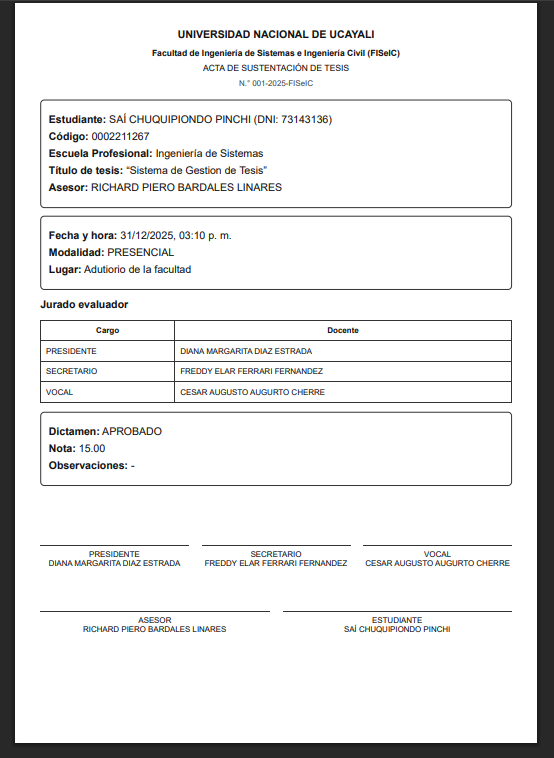 UNIVERSIDAD NACIONAL DE UCAYALI
Facultad de Ingeniería de Sistemas e Ingeniería Civil (FISeIC)
ACTA DE SUSTENTACIÓN DE TESIS
N.° 001-2025-FISeIC
Estudiante: SAÍ CHUQUIPIONDO PINCHI (DNI: 73143136)
Código: 0002211267
Escuela Profesional: Ingeniería de Sistemas
Título de tesis: “Sistema de Gestion de Tesis”
Asesor: RICHARD PIERO BARDALES LINARES
Fecha y hora: 31/12/2025, 03:10 p. m.
Modalidad: PRESENCIAL
Lugar: Adutiorio de la facultad
Jurado evaluador
Cargo Docente
PRESIDENTE DIANA MARGARITA DIAZ ESTRADA
SECRETARIO FREDDY ELAR FERRARI FERNANDEZ
VOCAL CESAR AUGUSTO AUGURTO CHERRE
Dictamen: APROBADO
Nota: 15.00
Observaciones: -
PRESIDENTE SECRETARIO VOCAL
DIANA MARGARITA DIAZ ESTRADA FREDDY ELAR FERRARI FERNANDEZ CESAR AUGUSTO AUGURTO CHERRE
ASESOR ESTUDIANTE
RICHARD PIERO BARDALES LINARES SAÍ CHUQUIPIONDO PINCHI